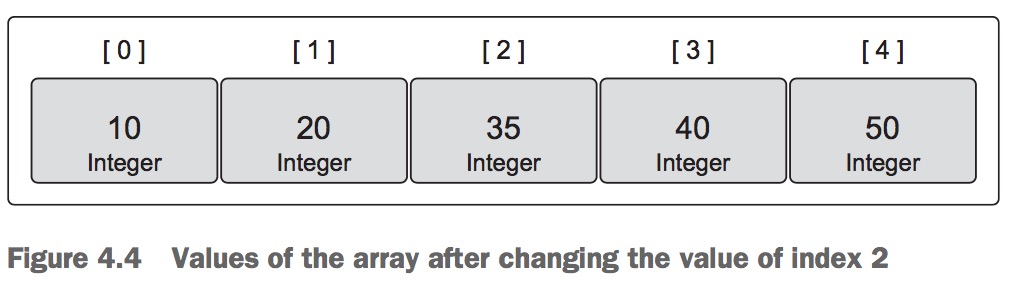 [ 0 ] [ 1 ] [ 2 ] [ 3 ] [ 4 ]
10 20 35 40 50
Integer Integer Integer Integer Integer
Figure 4.4 Values of the array after changing the value of index 2